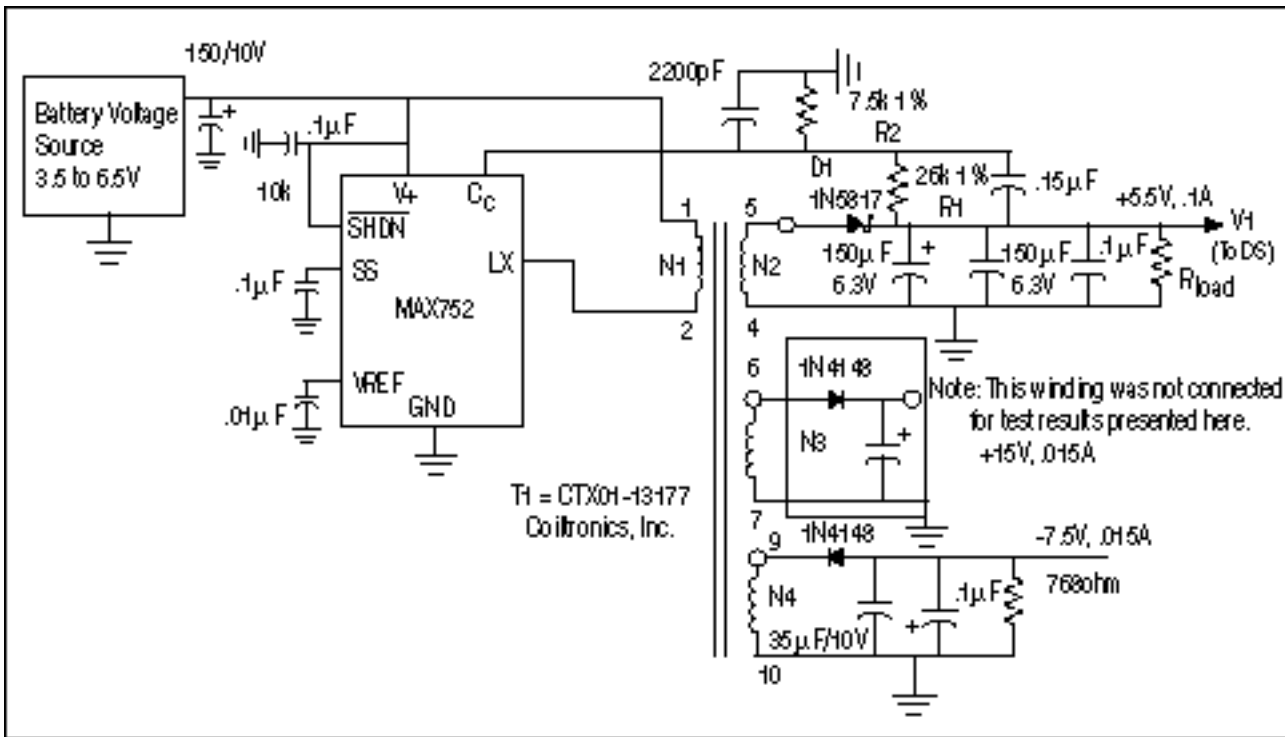 150/10V
Battery Voltage
Source
3.5 to 6.5V
.1µF
10k
V+
C_C
SHDN
SS
LX
MAX752
VREF
GND
.1µF
.01µF
2200pF
7.5k 1%
R2
D1
1N5817
26k 1%
R1
.15µF
+5.5V, .1A
V1
(To DS)
1
N1
2
5
N2
4
150µF
6.3V
150µF
6.3V
.1µF
Rload
6
1N4148
N3
7
Note: This winding was not connected
for test results presented here.
+15V, .015A
T1 = CTX01-13177
Coiltronics, Inc.
9
1N4148
-7.5V, .015A
N4
35µF/10V
.1µF
768ohm
10